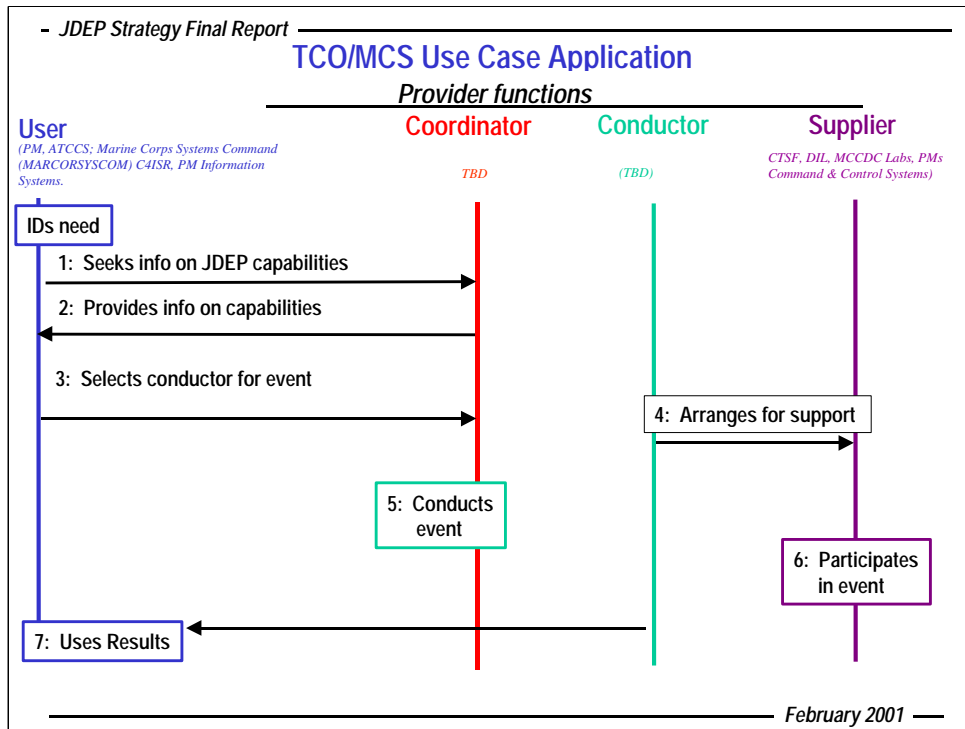 JDEP Strategy Final Report
TCO/MCS Use Case Application
Provider functions
User
(PM, ATCCS; Marine Corps Systems Command
(MARCORSYSCOM) C4ISR, PM Information
Systems.
Coordinator
TBD
Conductor
(TBD)
Supplier
CTSF, DIL, MCCDC Labs, PMs
Command & Control Systems)
IDs need
1: Seeks info on JDEP capabilities
2: Provides info on capabilities
3: Selects conductor for event
4: Arranges for support
5: Conducts
event
6: Participates
in event
7: Uses Results
February 2001